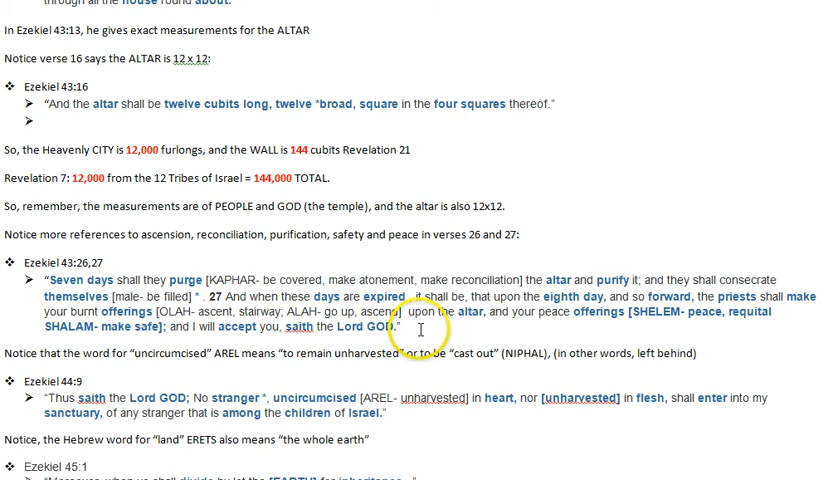 through all the house round about.
In Ezekiel 43:13, he gives exact measurements for the ALTAR
Notice verse 16 says the ALTAR is 12 x 12:
❖ Ezekiel 43:16
➢ “And the altar shall be twelve cubits long, twelve *broad, square in the four squares thereof.”
➢
So, the Heavenly CITY is 12,000 furlongs, and the WALL is 144 cubits Revelation 21
Revelation 7: 12,000 from the 12 Tribes of Israel = 144,000 TOTAL.
So, remember, the measurements are of PEOPLE and GOD (the temple), and the altar is also 12x12.
Notice more references to ascension, reconciliation, purification, safety and peace in verses 26 and 27:
❖ Ezekiel 43:26,27
➢ “Seven days shall they purge [KAPHAR- be covered, make atonement, make reconciliation] the altar and purify it; and they shall consecrate
themselves [male- be filled] * . 27 And when these days are expired, it shall be, that upon the eighth day, and so forward, the priests shall make
your burnt offerings [OLAH- ascent, stairway; ALAH- go up, ascend] upon the altar, and your peace offerings [SHELEM- peace, requital
SHALAM- make safe]; and I will accept you, saith the Lord GOD.”
Notice that the word for “uncircumcised” AREL means “to remain unharvested” or to be “cast out” (NIPHAL), (in other words, left behind)
❖ Ezekiel 44:9
➢ “Thus saith the Lord GOD; No stranger *, uncircumcised [AREL- unharvested] in heart, nor [unharvested] in flesh, shall enter into my
sanctuary, of any stranger that is among the children of Israel.”
Notice, the Hebrew word for “land” ERETS also means “the whole earth”
❖ Ezekiel 45:1